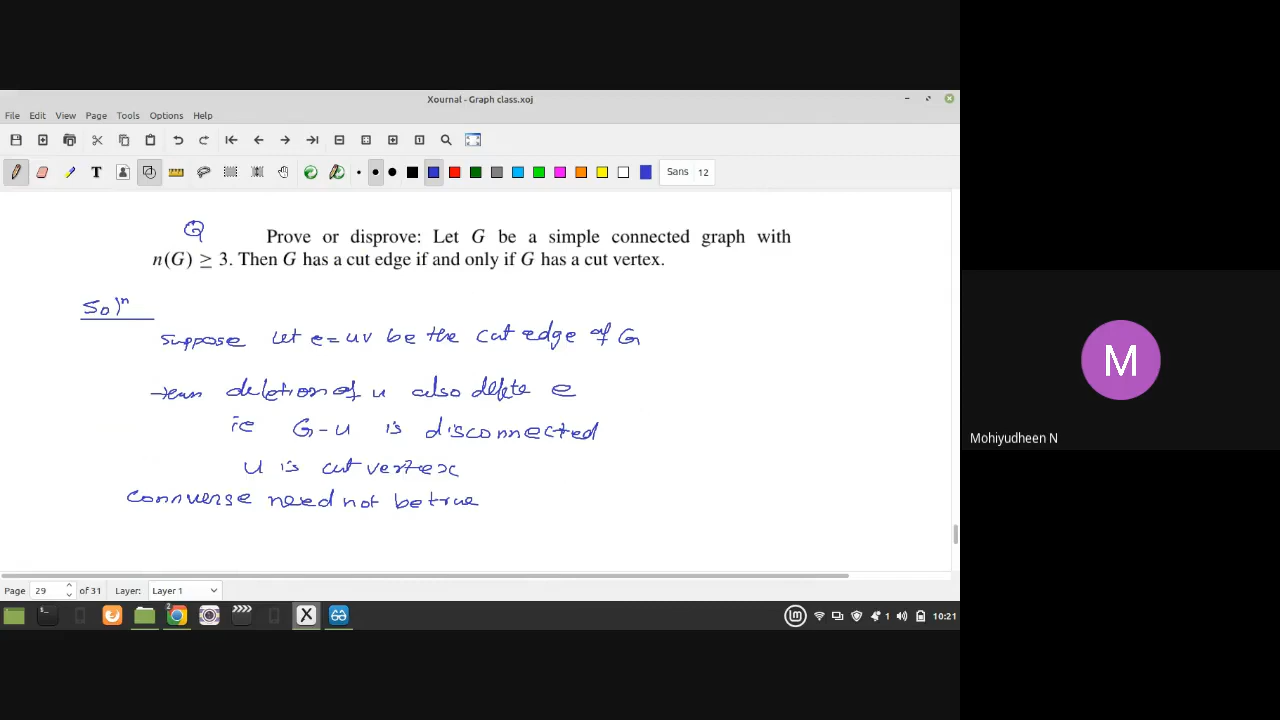 Xournal - Graph class.xoj
File Edit View Page Tools Options Help
Sans 12
Q
Prove or disprove: Let G be a simple connected graph with
n(G) ≥ 3. Then G has a cut edge if and only if G has a cut vertex.
Solⁿ
suppose let e=uv be the cut edge of G
deletion of u also delete e
ie G-u is disconnected
u is cut vertex
Connverse need not be true
M
Mohiyudheen N
Page 29 of 31 Layer: Layer 1
2
X
1 10:21